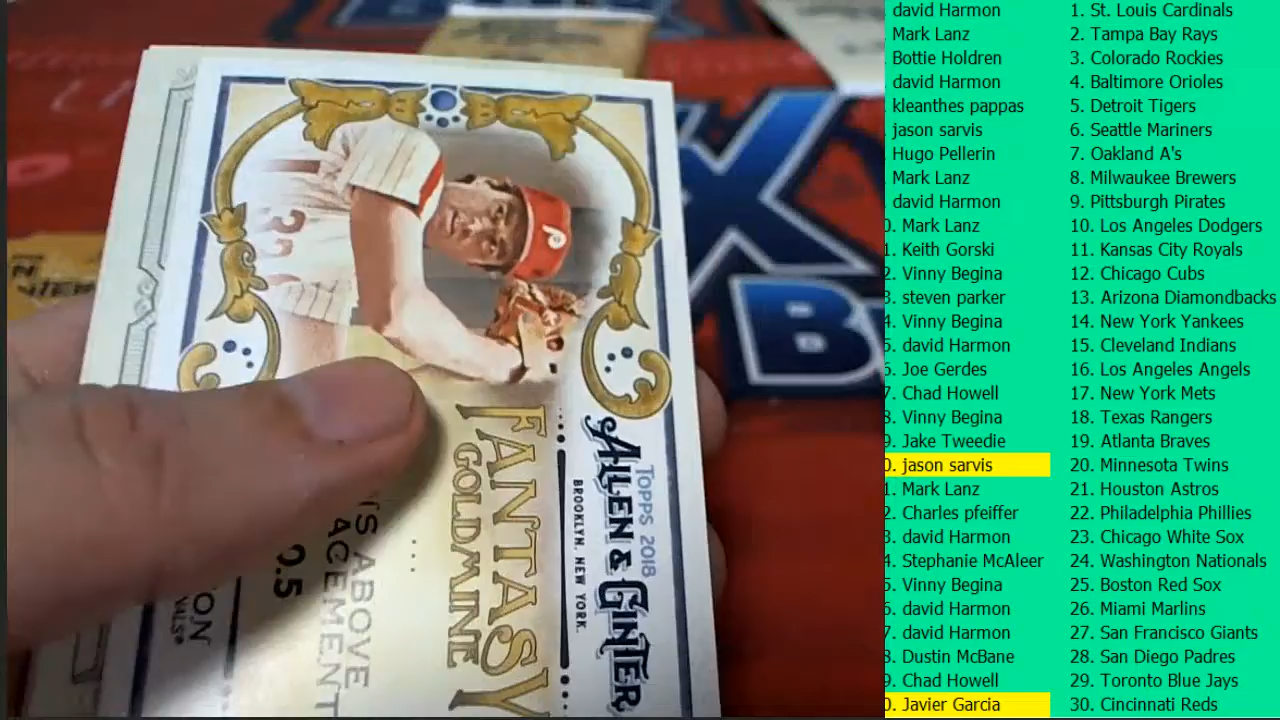 TOPPS 2018
ALLEN & GINTER
BROOKLYN. NEW YORK.
FANTASY
GOLDMINE
ABOVE
ACEMENT
0.5
TON
P
david Harmon 1. St. Louis Cardinals
Mark Lanz 2. Tampa Bay Rays
Bottie Holdren 3. Colorado Rockies
david Harmon 4. Baltimore Orioles
kleanthes pappas 5. Detroit Tigers
jason sarvis 6. Seattle Mariners
Hugo Pellerin 7. Oakland A's
Mark Lanz 8. Milwaukee Brewers
david Harmon 9. Pittsburgh Pirates
0. Mark Lanz 10. Los Angeles Dodgers
1. Keith Gorski 11. Kansas City Royals
2. Vinny Begina 12. Chicago Cubs
3. steven parker 13. Arizona Diamondbacks
4. Vinny Begina 14. New York Yankees
5. david Harmon 15. Cleveland Indians
6. Joe Gerdes 16. Los Angeles Angels
7. Chad Howell 17. New York Mets
8. Vinny Begina 18. Texas Rangers
9. Jake Tweedie 19. Atlanta Braves
0. jason sarvis 20. Minnesota Twins
1. Mark Lanz 21. Houston Astros
2. Charles pfeiffer 22. Philadelphia Phillies
3. david Harmon 23. Chicago White Sox
4. Stephanie McAleer 24. Washington Nationals
5. Vinny Begina 25. Boston Red Sox
6. david Harmon 26. Miami Marlins
7. david Harmon 27. San Francisco Giants
8. Dustin McBane 28. San Diego Padres
9. Chad Howell 29. Toronto Blue Jays
0. Javier Garcia 30. Cincinnati Reds